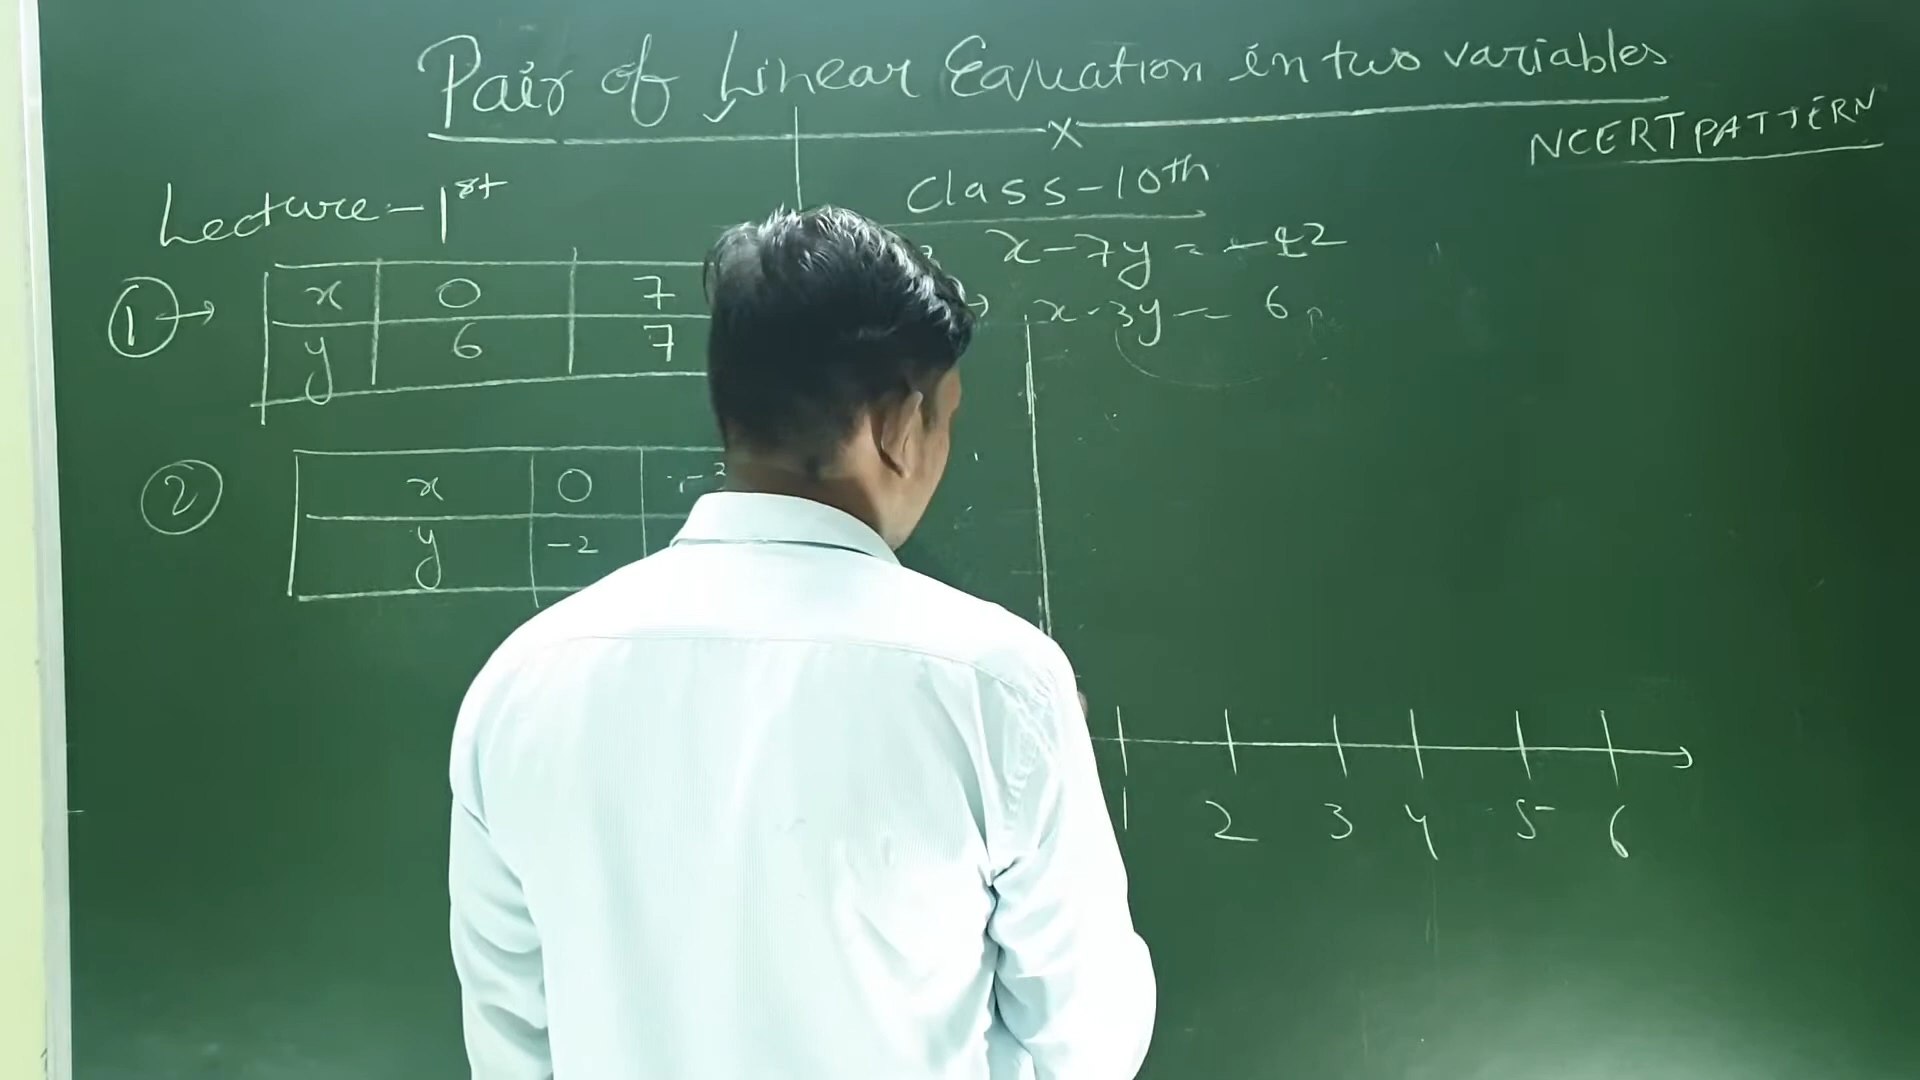 Pair of Linear Equation in two variables
X
NCERT PATTERN
Lecture-1st
Class-10th
x-7y = -42
x-3y = 6
1 → x 0 7
y 6 7
2 x 0
y -2
1 2 3 4 5 6